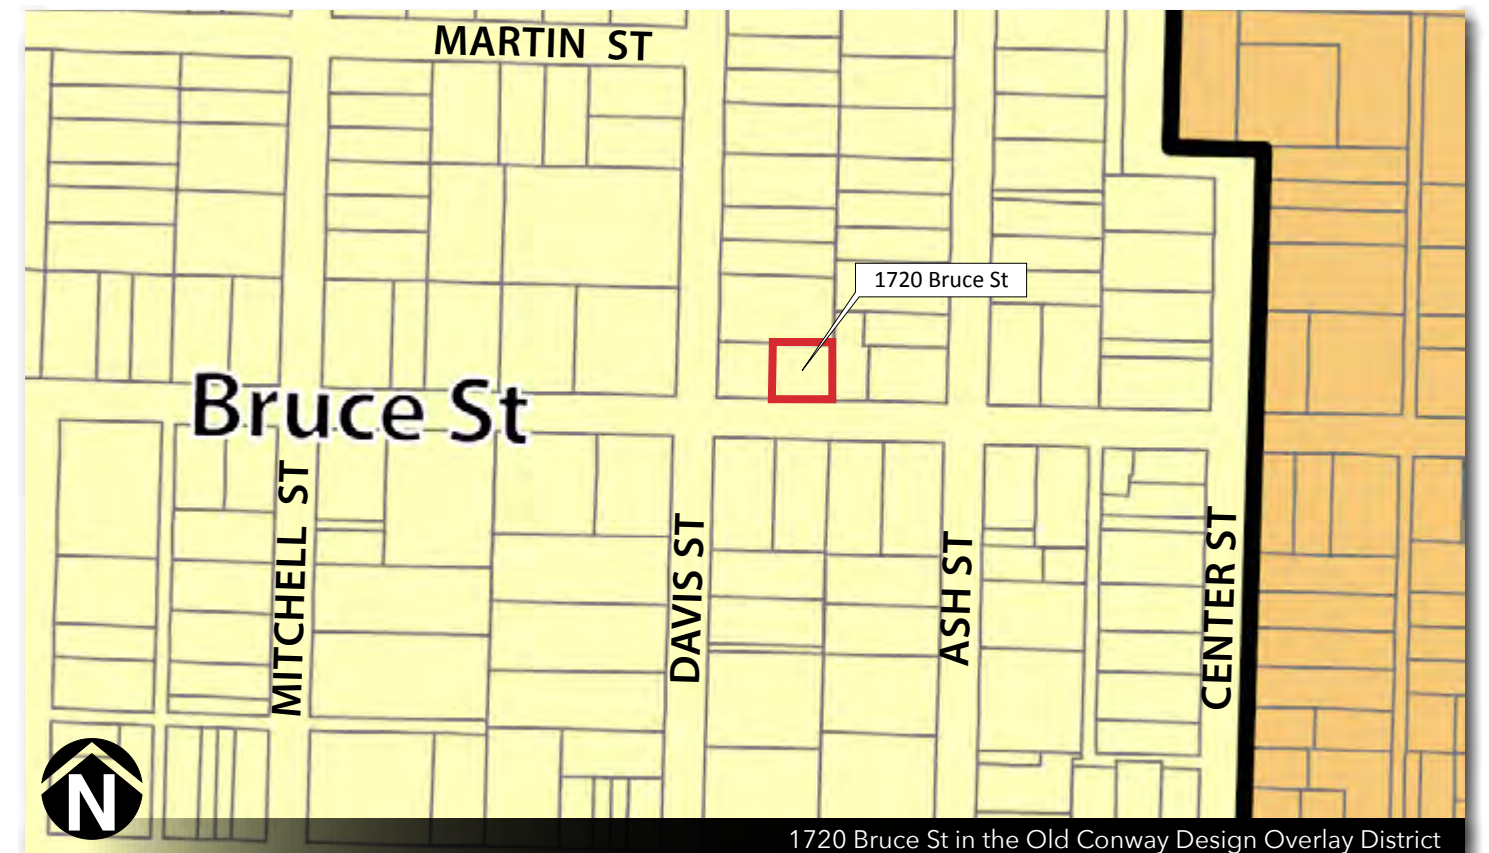 MARTIN ST
1720 Bruce St
Bruce St
MITCHELL ST
DAVIS ST
ASH ST
CENTER ST
N
1720 Bruce St in the Old Conway Design Overlay District